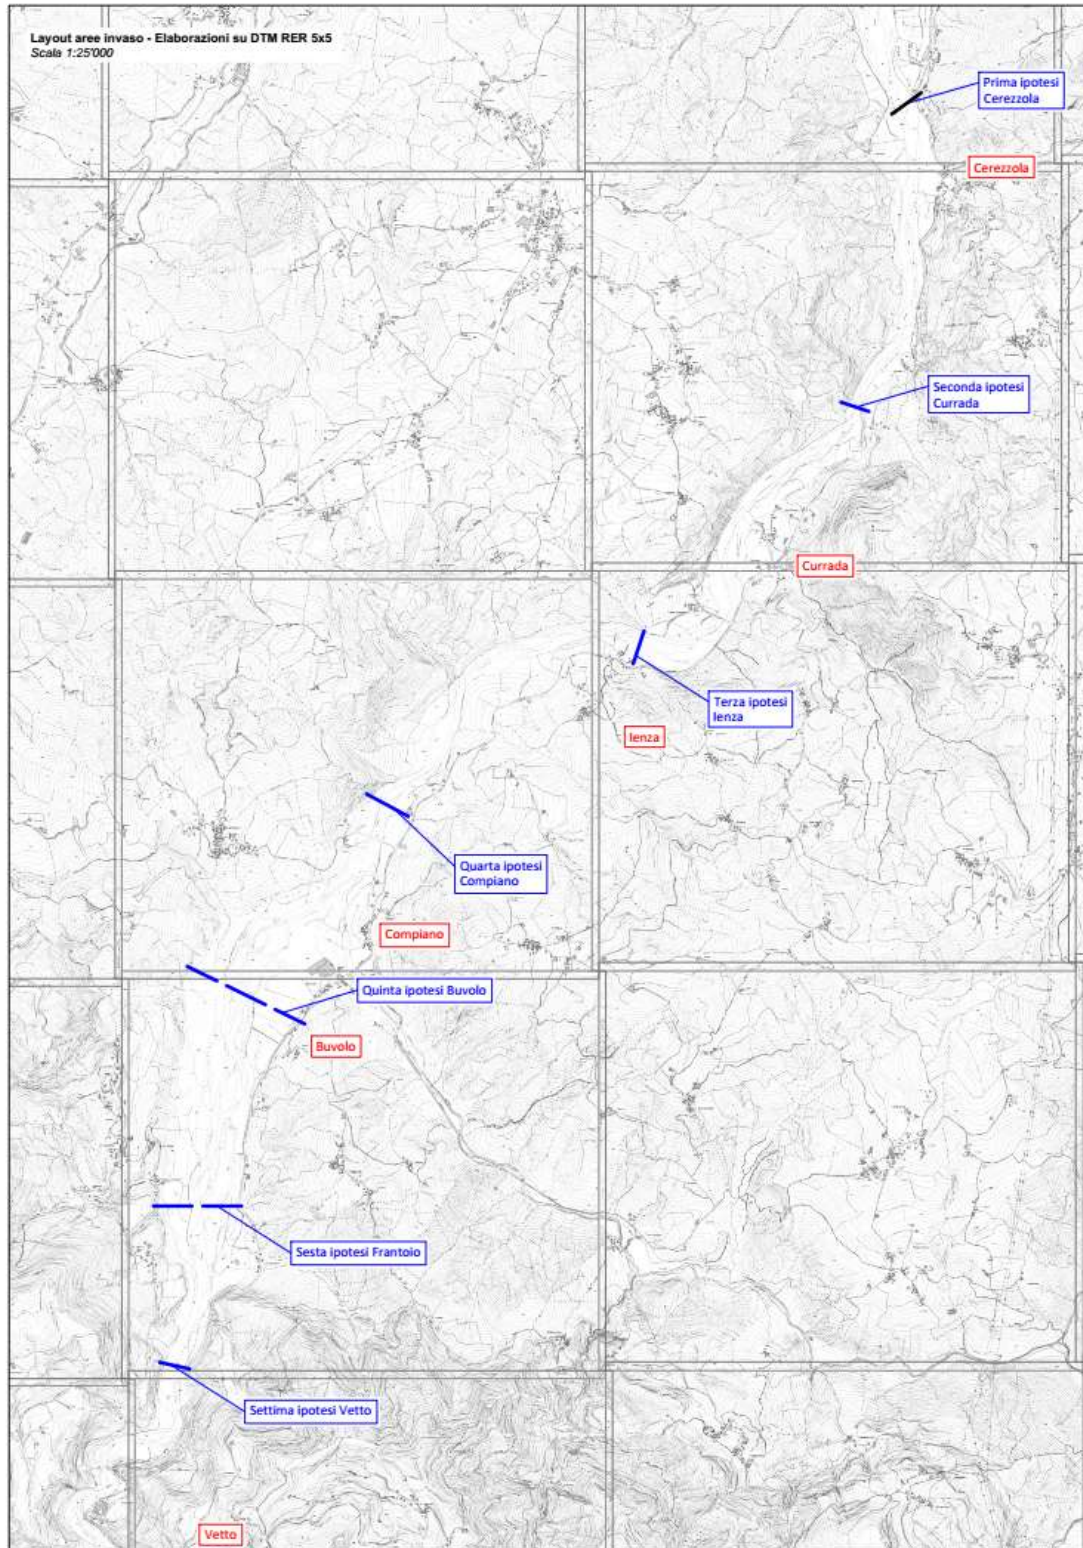 Layout aree invaso - Elaborazioni su DTM RER 5x5
Scala 1:25'000
Prima ipotesi
Cerezzola
Cerezzola
Seconda ipotesi
Currada
Currada
Terza ipotesi
Ienza
Ienza
Quarta ipotesi
Compiano
Compiano
Quinta ipotesi Buvolo
Buvolo
Sesta ipotesi Frantoio
Settima ipotesi Vetto
Vetto